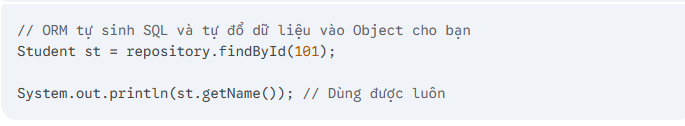 // ORM tự sinh SQL và tự đổ dữ liệu vào Object cho bạn
Student st = repository.findById(101);
System.out.println(st.getName()); // Dùng được luôn